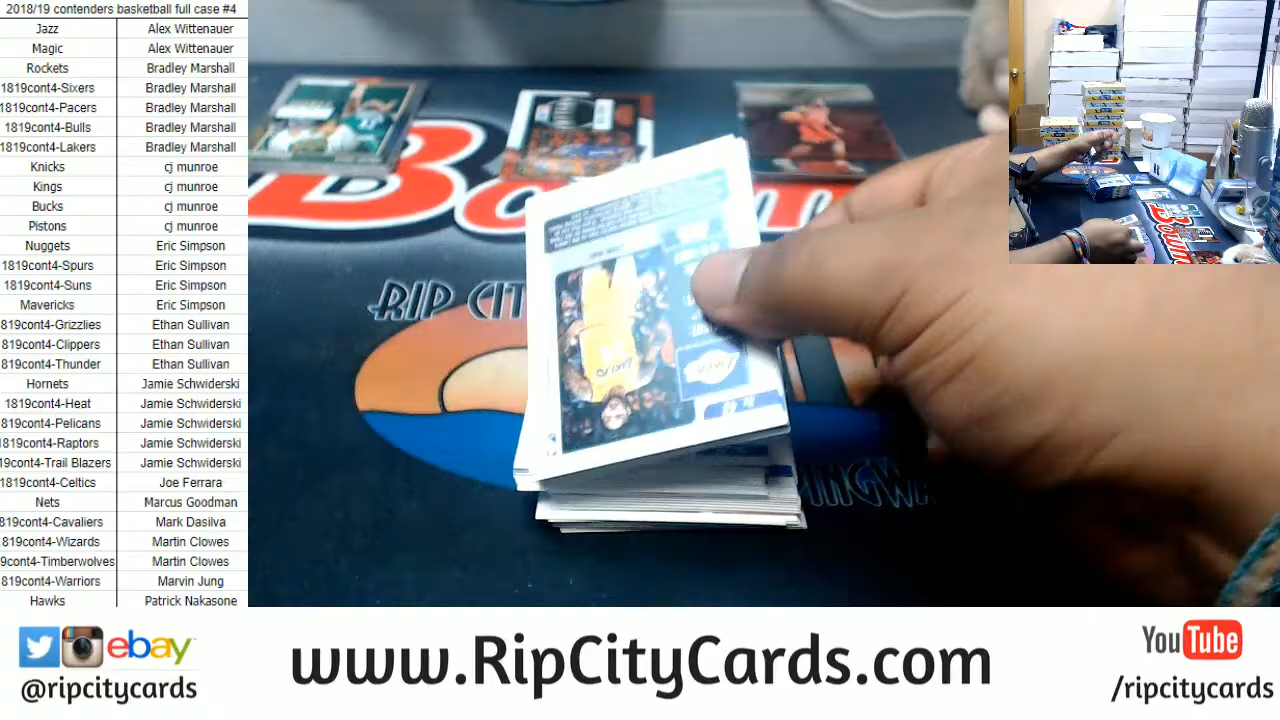 2018/19 contenders basketball full case #4
Jazz Alex Wittenauer
Magic Alex Wittenauer
Rockets Bradley Marshall
1819cont4-Sixers Bradley Marshall
1819cont4-Pacers Bradley Marshall
1819cont4-Bulls Bradley Marshall
1819cont4-Lakers Bradley Marshall
Knicks cj munroe
Kings cj munroe
Bucks cj munroe
Pistons cj munroe
Nuggets Eric Simpson
1819cont4-Spurs Eric Simpson
1819cont4-Suns Eric Simpson
Mavericks Eric Simpson
819cont4-Grizzlies Ethan Sullivan
819cont4-Clippers Ethan Sullivan
819cont4-Thunder Ethan Sullivan
Hornets Jamie Schwiderski
1819cont4-Heat Jamie Schwiderski
819cont4-Pelicans Jamie Schwiderski
819cont4-Raptors Jamie Schwiderski
9cont4-Trail Blazers Jamie Schwiderski
1819cont4-Celtics Joe Ferrara
Nets Marcus Goodman
819cont4-Cavaliers Mark Dasilva
819cont4-Wizards Martin Clowes
9cont4-Timberwolves Martin Clowes
819cont4-Warriors Marvin Jung
Hawks Patrick Nakasone
RIP CIT
PINGWA
ebay
@ripcitycards
www.RipCityCards.com
YouTube
/ripcitycards